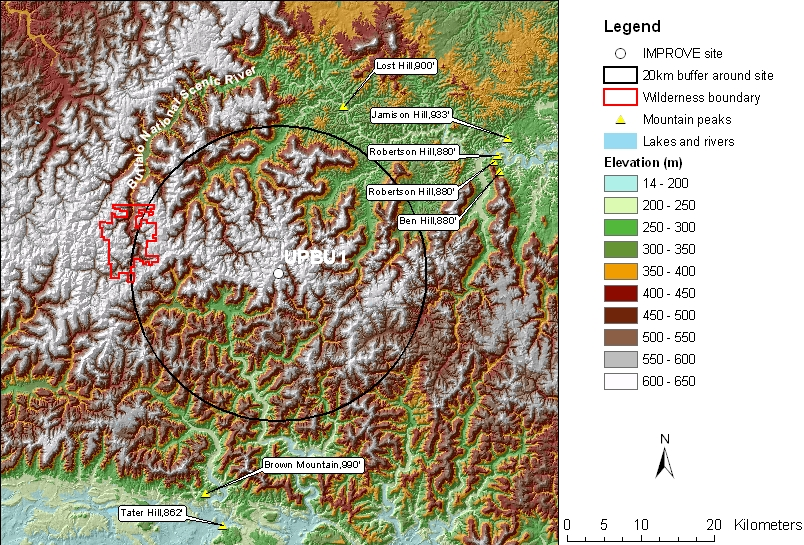 Lost Hill,900'
Buffalo National Scenic River
Jamison Hill,933'
Robertson Hill,880'
Robertson Hill,880'
Ben Hill,880'
UPBU1
Brown Mountain,990'
Tater Hill,862'
Legend
IMPROVE site
20km buffer around site
Wilderness boundary
Mountain peaks
Lakes and rivers
Elevation (m)
14 - 200
200 - 250
250 - 300
300 - 350
350 - 400
400 - 450
450 - 500
500 - 550
550 - 600
600 - 650
N
0 5 10 20 Kilometers